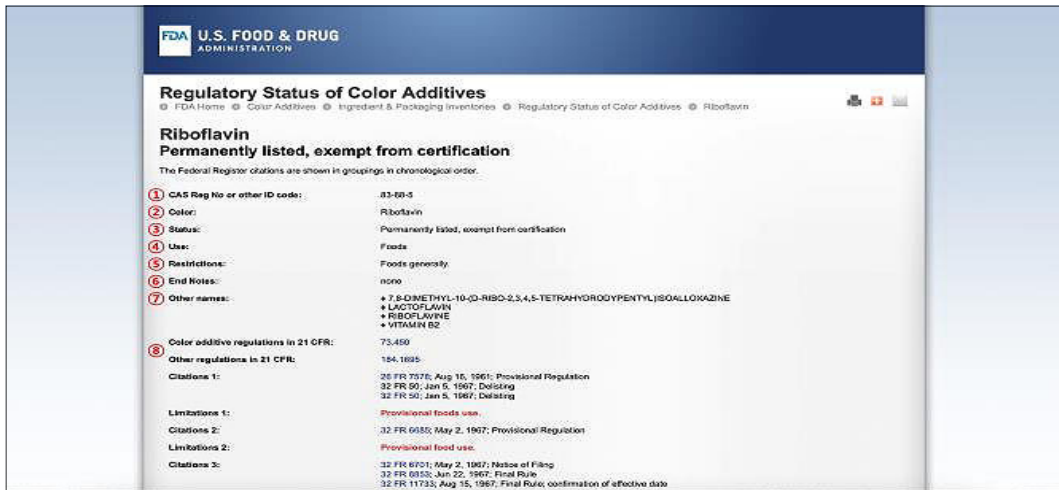 FDA U.S. FOOD & DRUG
ADMINISTRATION
Regulatory Status of Color Additives
FDA Home Color Additives Ingredient & Packaging Inventories Regulatory Status of Color Additives Riboflavin
Riboflavin
Permanently listed, exempt from certification
The Federal Register citations are shown in groupings in chronological order.
① CAS Reg No or other ID code: 83-88-5
② Color: Riboflavin
③ Status: Permanently listed, exempt from certification
④ Use: Foods
⑤ Restrictions: Foods generally.
⑥ End Notes: none
⑦ Other names: + 7,8-DIMETHYL-10-(D-RIBO-2,3,4,5-TETRAHYDROXYPENTYL)ISOALLOXAZINE
+ LACTOFLAVIN
+ RIBOFLAVINE
+ VITAMIN B2
⑧ Color additive regulations in 21 CFR: 73.450
Other regulations in 21 CFR: 184.1695
Citations 1: 26 FR 7578; Aug 15, 1961; Provisional Regulation
32 FR 50; Jan 5, 1967; Delisting
32 FR 50; Jan 5, 1967; Delisting
Limitations 1: Provisional foods use.
Citations 2: 32 FR 6685; May 2, 1967; Provisional Regulation
Limitations 2: Provisional food use.
Citations 3: 32 FR 6701; May 2, 1967; Notice of Filing
32 FR 8853; Jun 22, 1967; Final Rule
32 FR 11733; Aug 15, 1967; Final Rule; confirmation of effective date